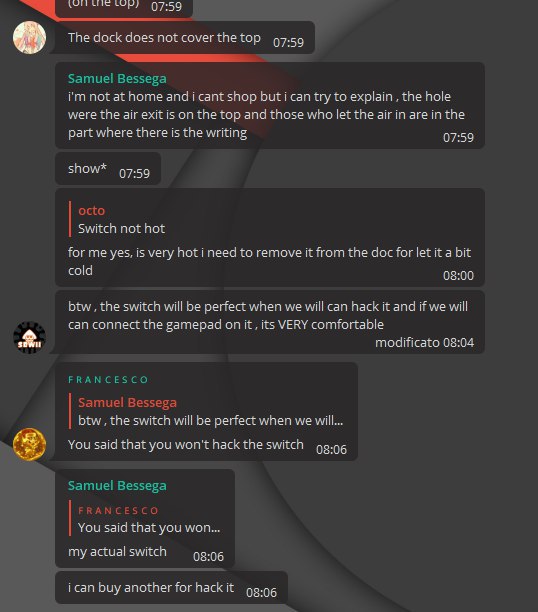 (on the top) 07:59
The dock does not cover the top 07:59
Samuel Bessega
i'm not at home and i cant shop but i can try to explain , the hole
were the air exit is on the top and those who let the air in are in the
part where there is the writing
07:59
show* 07:59
octo
Switch not hot
for me yes, is very hot i need to remove it from the doc for let it a bit
cold
08:00
btw , the switch will be perfect when we will can hack it and if we will
can connect the gamepad on it , its VERY comfortable
modificato 08:04
FRANCESCO
Samuel Bessega
btw , the switch will be perfect when we will...
You said that you won't hack the switch 08:06
Samuel Bessega
FRANCESCO
You said that you won...
my actual switch 08:06
i can buy another for hack it 08:06